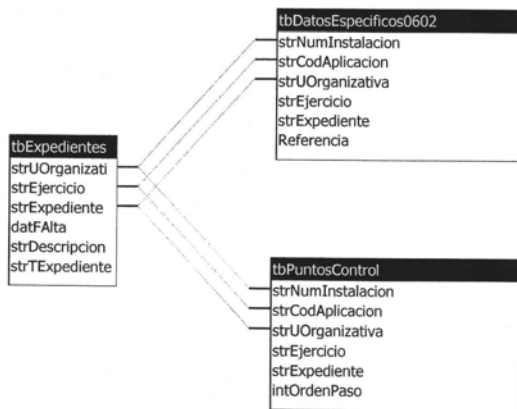 tbDatosEspecificos0602
strNumInstalacion
strCodAplicacion
strUOrganizativa
strEjercicio
strExpediente
Referencia
tbExpedientes
strUOrganizati
strEjercicio
strExpediente
datFAlta
strDescripcion
strTExpediente
tbPuntosControl
strNumInstalacion
strCodAplicacion
strUOrganizativa
strEjercicio
strExpediente
intOrdenPaso